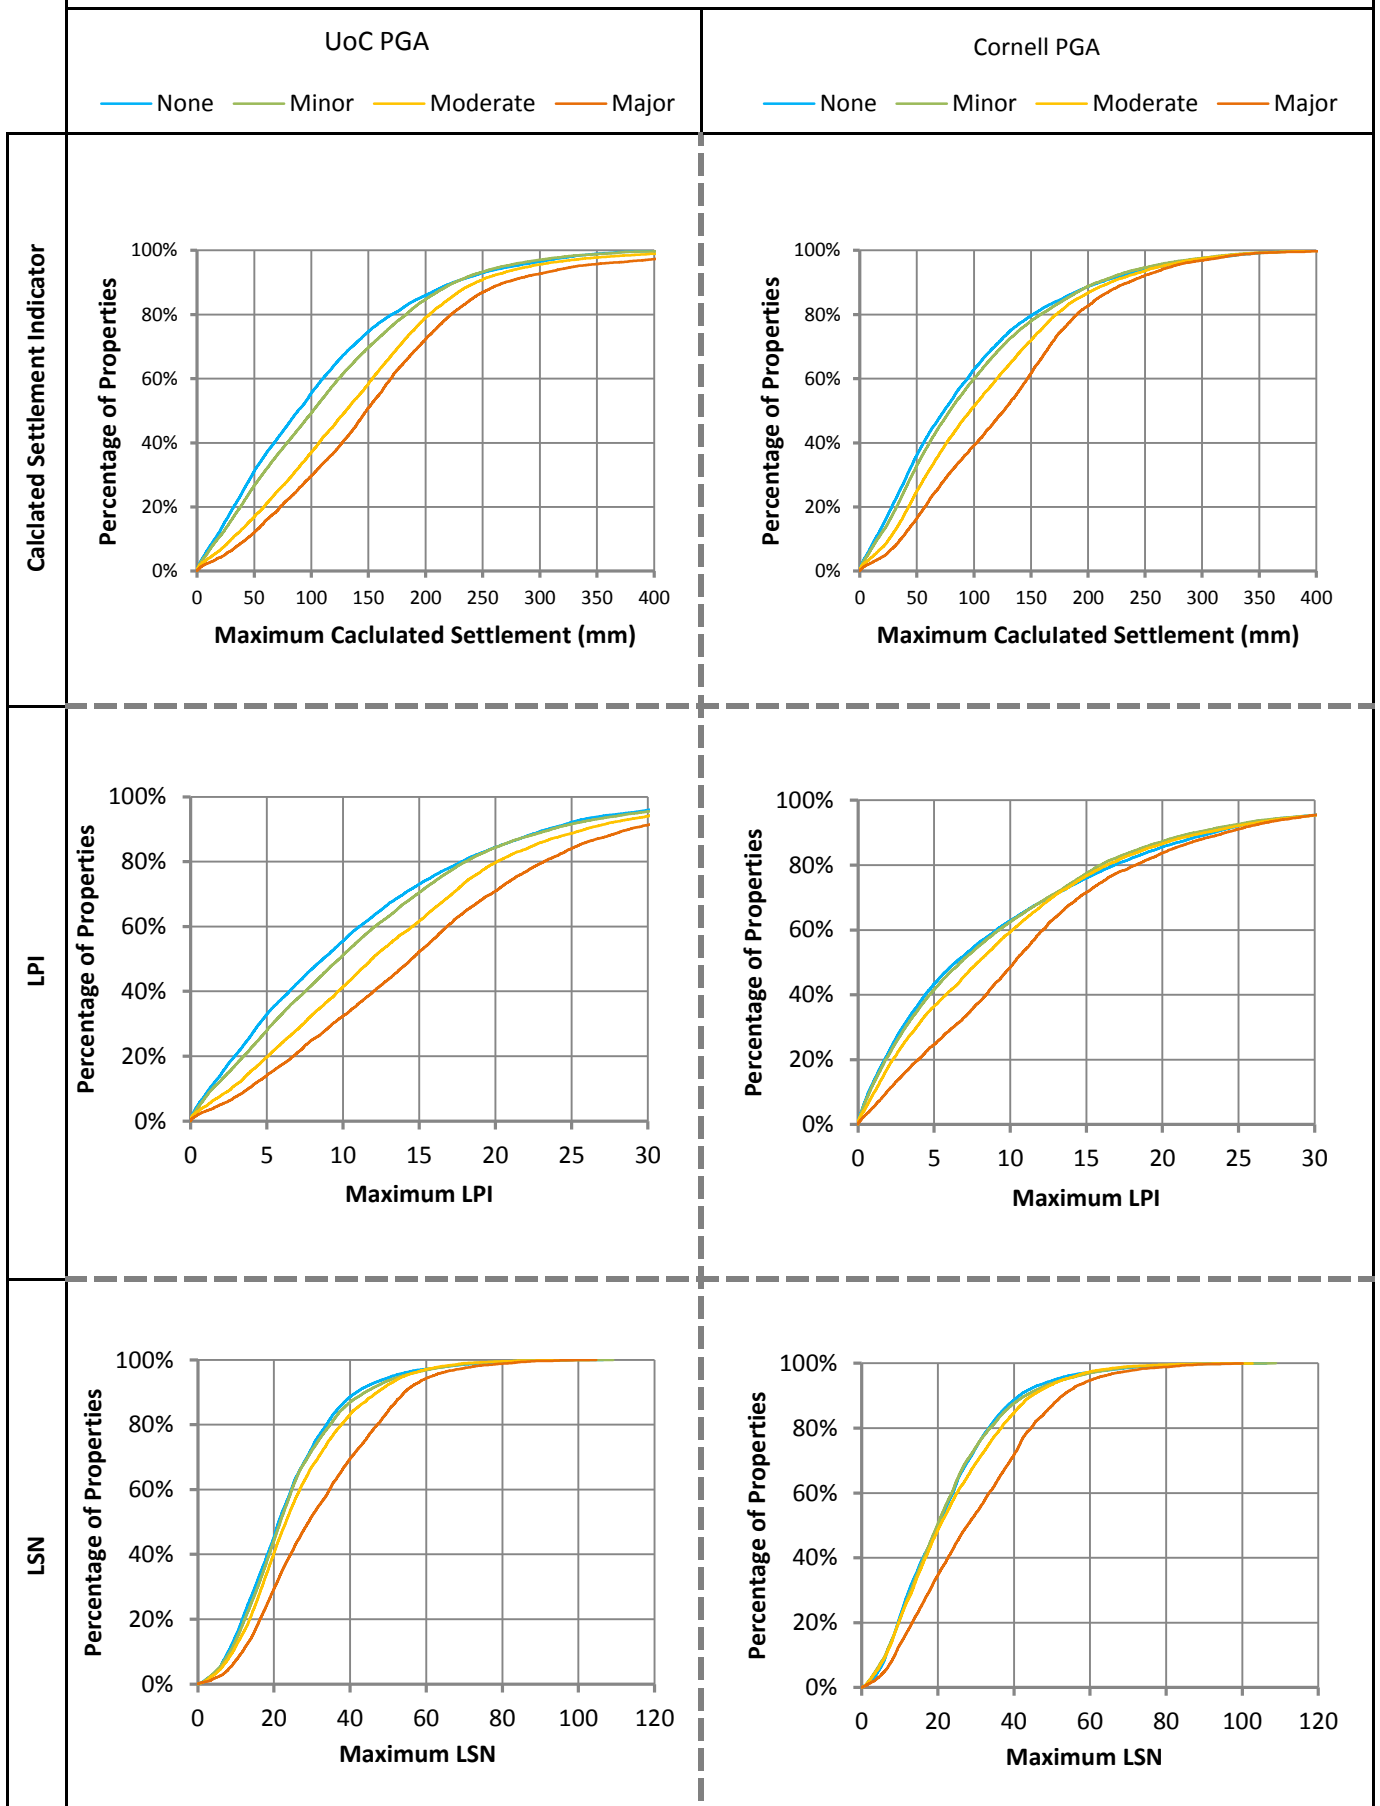 UoC PGA
Cornell PGA
None Minor Moderate Major
None Minor Moderate Major
Calclated Settlement Indicator
Percentage of Properties
100%
80%
60%
40%
20%
0%
0 50 100 150 200 250 300 350 400
Maximum Caclulated Settlement (mm)
Percentage of Properties
100%
80%
60%
40%
20%
0%
0 50 100 150 200 250 300 350 400
Maximum Caclulated Settlement (mm)
LPI
Percentage of Properties
100%
80%
60%
40%
20%
0%
0 5 10 15 20 25 30
Maximum LPI
Percentage of Properties
100%
80%
60%
40%
20%
0%
0 5 10 15 20 25 30
Maximum LPI
LSN
Percentage of Properties
100%
80%
60%
40%
20%
0%
0 20 40 60 80 100 120
Maximum LSN
Percentage of Properties
100%
80%
60%
40%
20%
0%
0 20 40 60 80 100 120
Maximum LSN